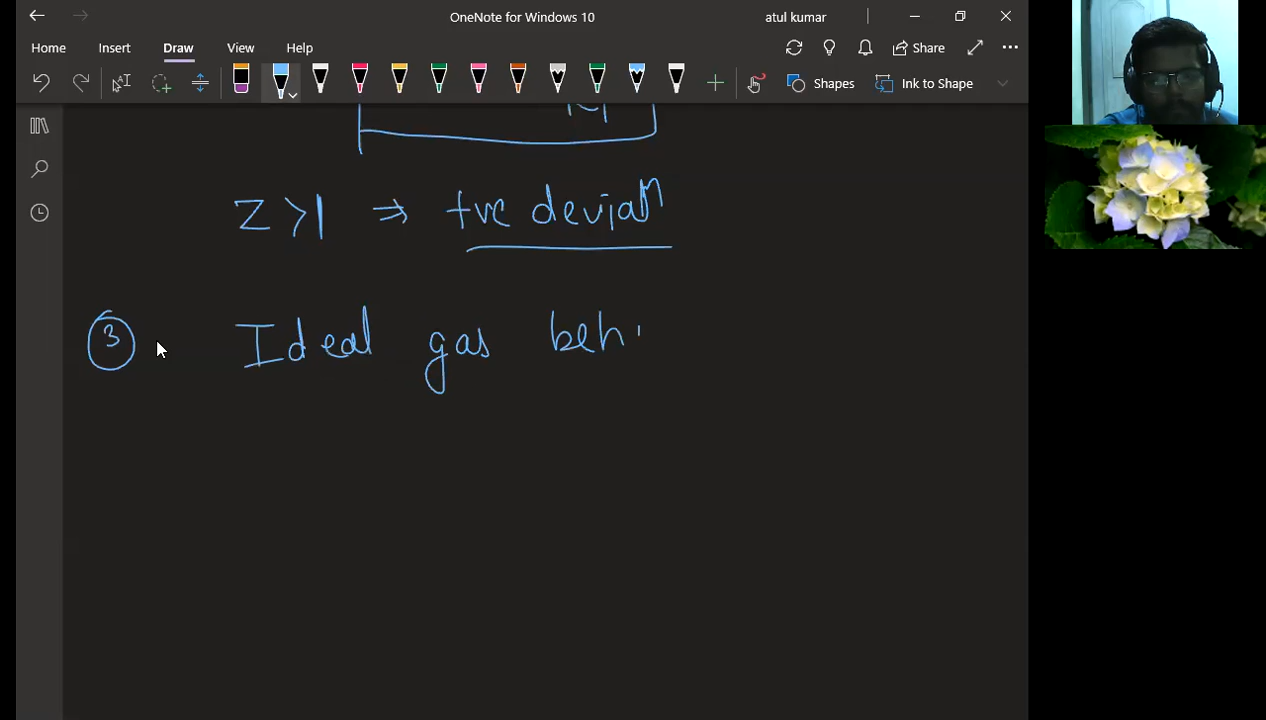 OneNote for Windows 10
atul kumar
Home Insert Draw View Help
Share
Shapes Ink to Shape
Z >1 ⇒ +ve deviatn
3 Ideal gas beh